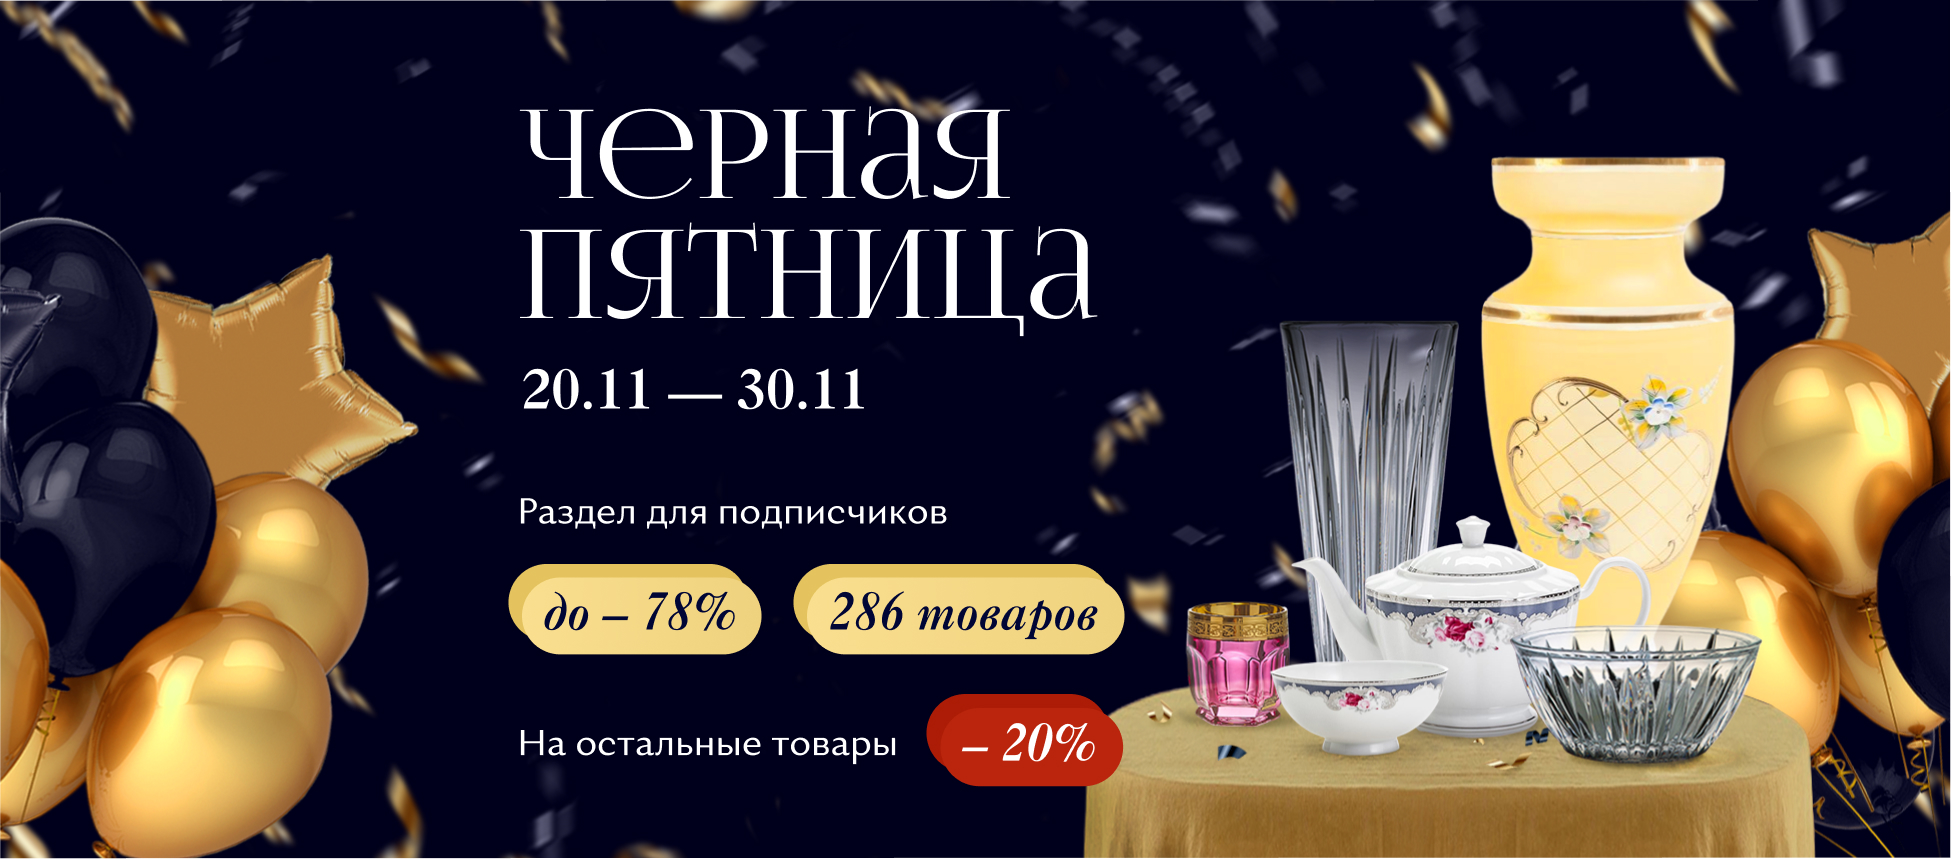 черная
пятница
20.11 — 30.11
Раздел для подписчиков
до – 78%
286 товаров
На остальные товары
– 20%